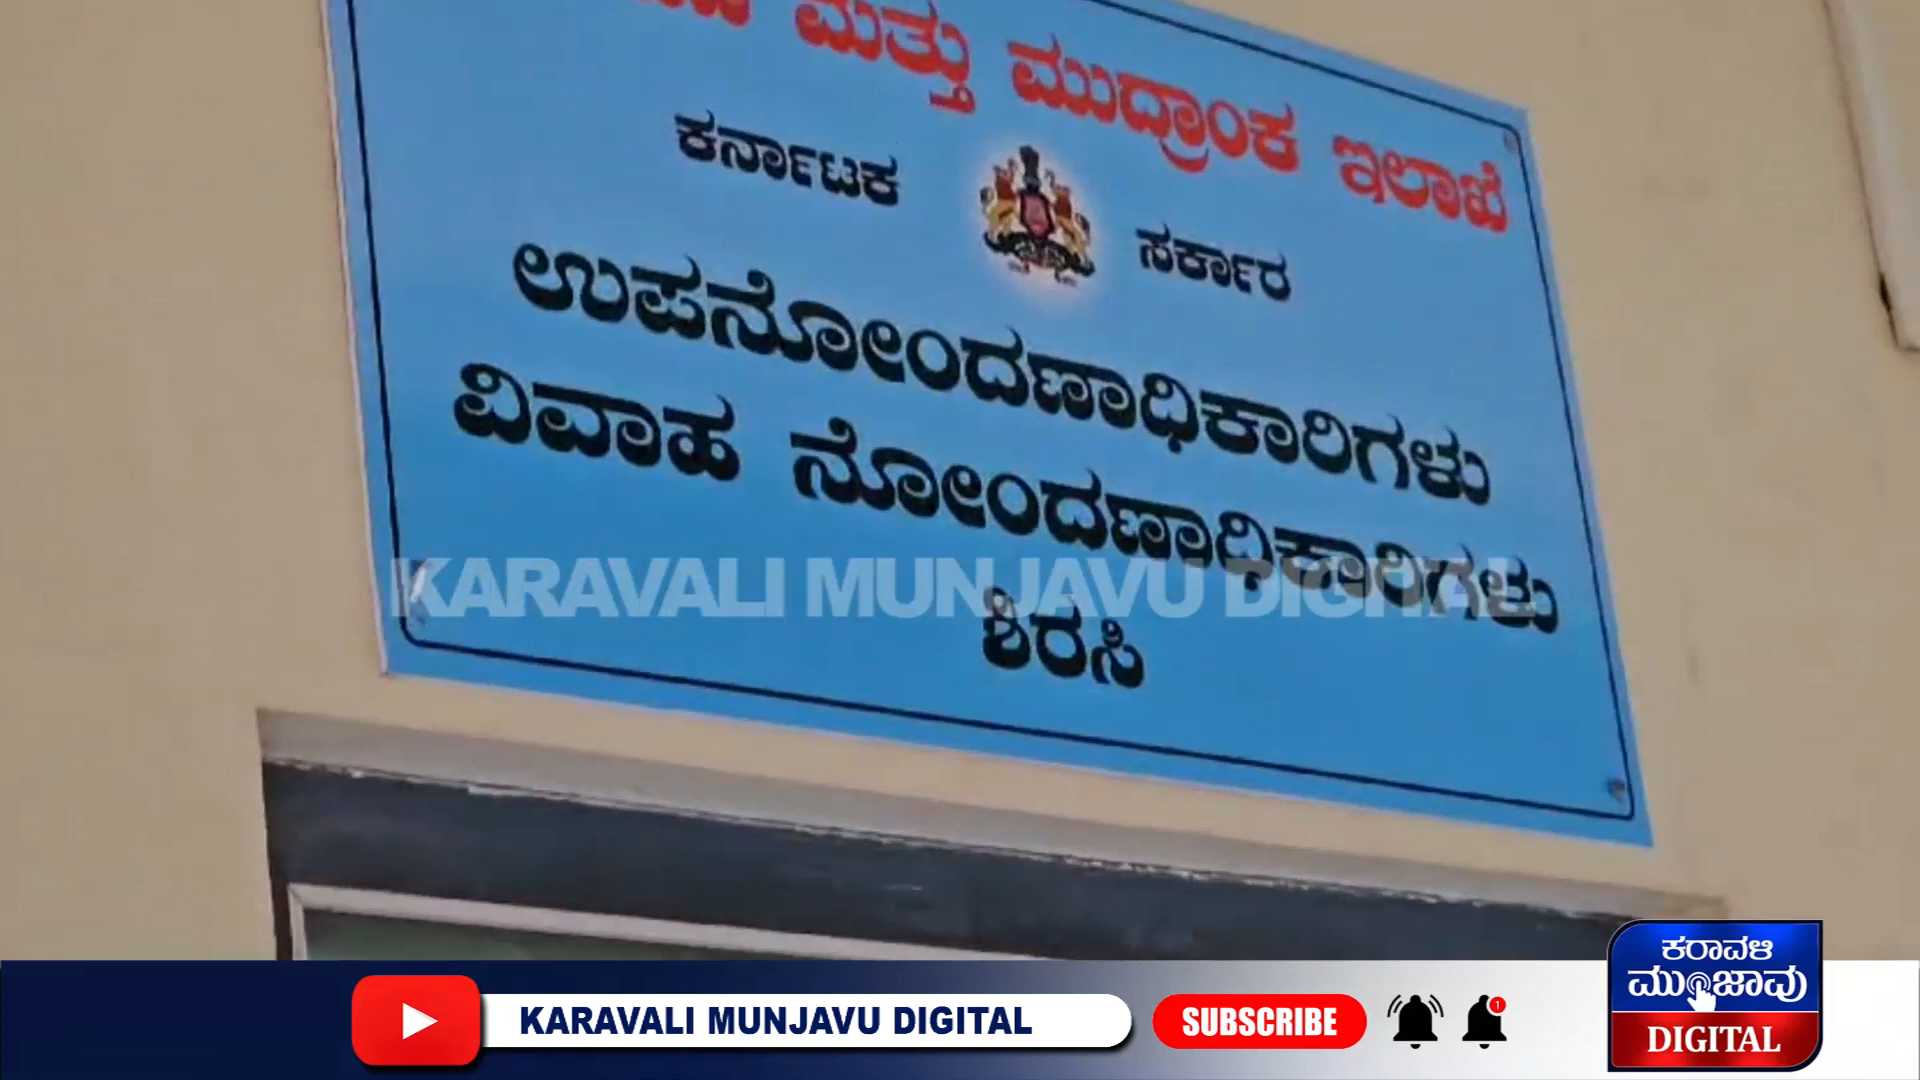 ಮತ್ತು ಮುದ್ರಾಂಕ ಇಲಾಖೆ
ಕರ್ನಾಟಕ ಸರ್ಕಾರ
ಉಪನೋಂದಣಾಧಿಕಾರಿಗಳು
ವಿವಾಹ ನೋಂದಣಾಧಿಕಾರಿಗಳು
KARAVALI MUNJAVU DIGITAL
ಶಿರಸಿ
KARAVALI MUNJAVU DIGITAL
SUBSCRIBE
1
ಕರಾವಳಿ
ಮುಂಜಾವು
DIGITAL